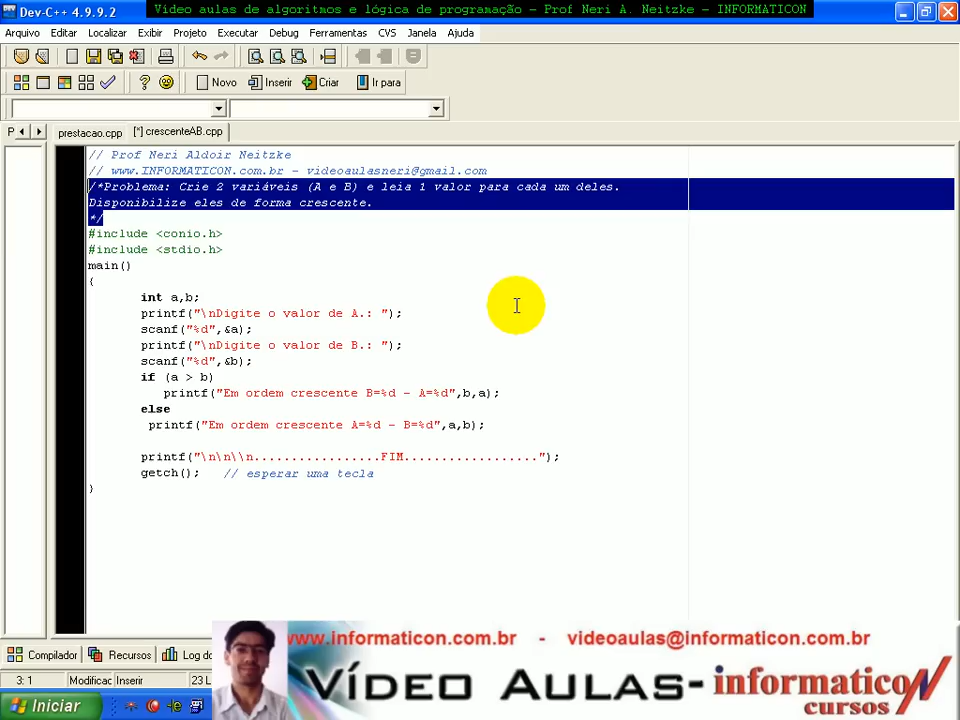 Dev-C++ 4.9.9.2
Vídeo aulas de algoritmos e lógica de programação - Prof Neri A. Neitzke - INFORMATICON
Arquivo Editar Localizar Exibir Projeto Executar Debug Ferramentas CVS Janela Ajuda
Novo Inserir Criar Ir para
P prestacao.cpp [*] crescenteAB.cpp
// Prof Neri Aldoir Neitzke
// www.INFORMATICON.com.br - videoaulasneri@gmail.com
/*Problema: Crie 2 variáveis (A e B) e leia 1 valor para cada um deles.
Disponibilize eles de forma crescente.
*/
#include <conio.h>
#include <stdio.h>
main()
{
int a,b;
printf("\nDigite o valor de A.: ");
scanf("%d",&a);
printf("\nDigite o valor de B.: ");
scanf("%d",&b);
if (a > b)
printf("Em ordem crescente B=%d - A=%d",b,a);
else
printf("Em ordem crescente A=%d - B=%d",a,b);
printf("\n\n\\n.................FIM..................");
getch(); // esperar uma tecla
}
www.informaticon.com.br - videoaulas@informaticon.com.br
Compilador Recursos Log do
Vídeo Aulas- informaticon
cursos
3: 1 Modificac Inserir 23 L
Iniciar